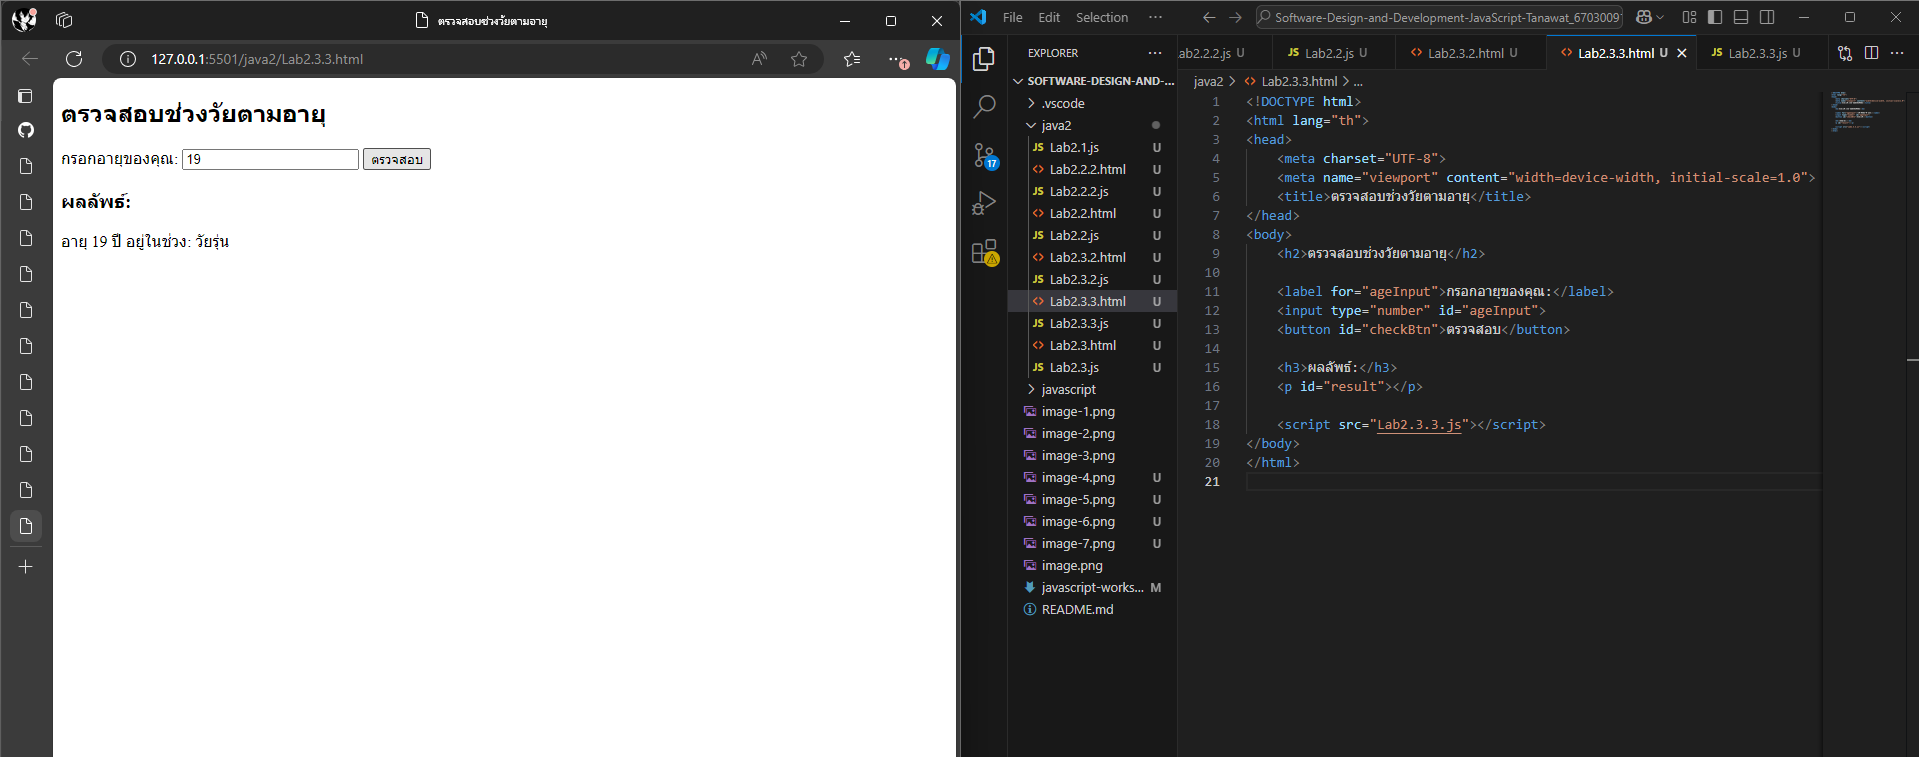 ตรวจสอบช่วงวัยตามอายุ
127.0.0.1:5501/java2/Lab2.3.3.html
ตรวจสอบช่วงวัยตามอายุ
กรอกอายุของคุณ: 19 ตรวจสอบ
ผลลัพธ์:
อายุ 19 ปี อยู่ในช่วง: วัยรุ่น
File Edit Selection ···
Software-Design-and-Development-JavaScript-Tanawat_6703009
EXPLORER
ab2.2.2.js U
JS Lab2.2.js U
Lab2.3.2.html U
Lab2.3.3.html U
JS Lab2.3.3.js U
SOFTWARE-DESIGN-AND-...
.vscode
java2
JS Lab2.1.js U
Lab2.2.2.html U
JS Lab2.2.2.js U
Lab2.2.html U
JS Lab2.2.js U
Lab2.3.2.html U
JS Lab2.3.2.js U
Lab2.3.3.html U
JS Lab2.3.3.js U
Lab2.3.html U
JS Lab2.3.js U
javascript
image-1.png
image-2.png
image-3.png
image-4.png U
image-5.png U
image-6.png U
image-7.png U
image.png
javascript-works... M
README.md
17
java2 > Lab2.3.3.html > ...
1 <!DOCTYPE html>
2 <html lang="th">
3 <head>
4 <meta charset="UTF-8">
5 <meta name="viewport" content="width=device-width, initial-scale=1.0">
6 <title>ตรวจสอบช่วงวัยตามอายุ</title>
7 </head>
8 <body>
9 <h2>ตรวจสอบช่วงวัยตามอายุ</h2>
10
11 <label for="ageInput">กรอกอายุของคุณ:</label>
12 <input type="number" id="ageInput">
13 <button id="checkBtn">ตรวจสอบ</button>
14
15 <h3>ผลลัพธ์:</h3>
16 <p id="result"></p>
17
18 <script src="Lab2.3.3.js"></script>
19 </body>
20 </html>
21